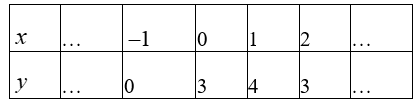 x … −1 0 1 2 …
y … 0 3 4 3 …